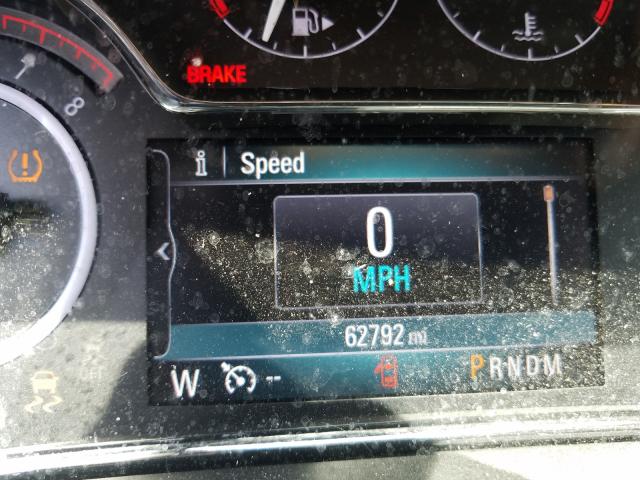 BRAKE
8
i Speed
0
MPH
62792 mi
W -- PRNDM